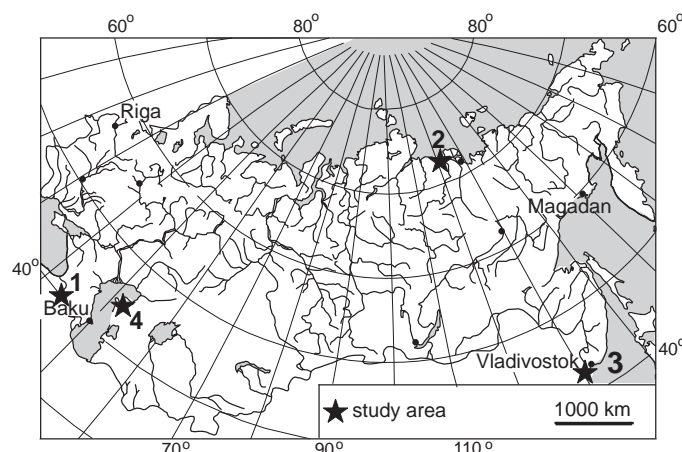 60° 80° 80° 60°
Riga
2
Magadan
40° 1
Baku
4
Vladivostok 3
40°
★ study area 1000 km
70° 90° 110°